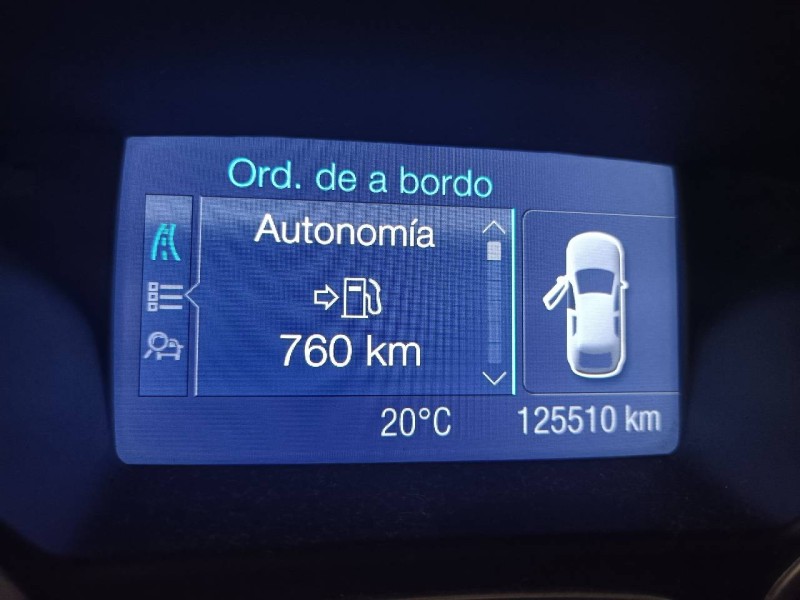 Ord. de a bordo
Autonomía
760 km
20°C
125510 km